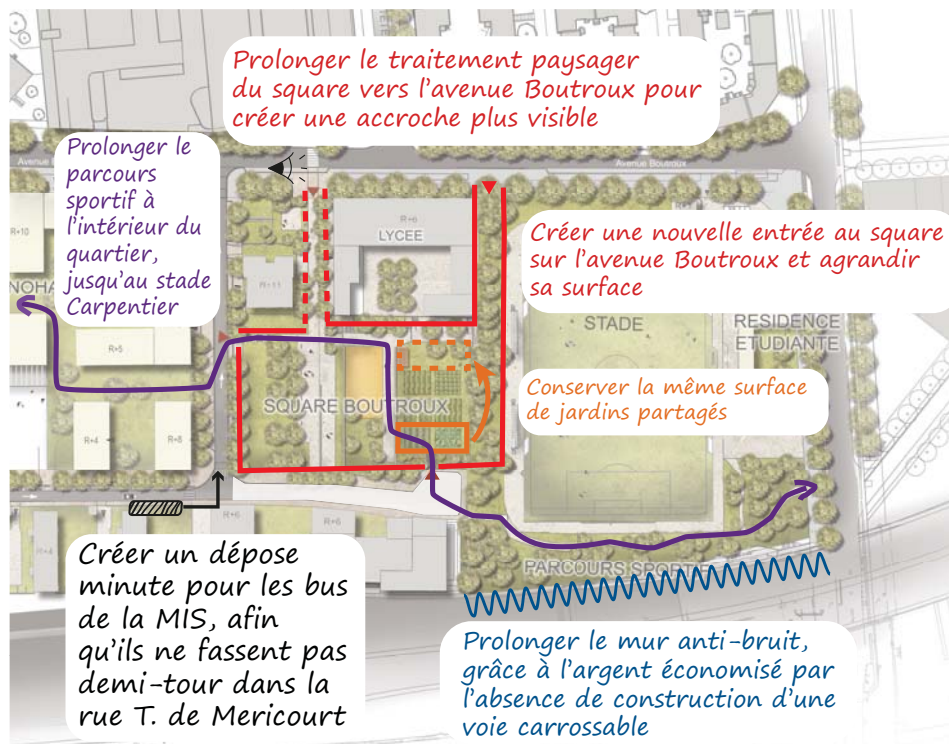 Prolonger le traitement paysager
du square vers l'avenue Boutroux pour
créer une accroche plus visible
Prolonger le
parcours
sportif à
l'intérieur du
quartier,
jusqu'au stade
Carpentier
Avenue
Avenue Boutroux
R+6
LYCEE
R+11
R+10
NOHA
R+5
R+4
R+8
Créer une nouvelle entrée au square
sur l'avenue Boutroux et agrandir
sa surface
STADE
RESIDENCE
ETUDIANTE
Conserver la même surface
de jardins partagés
SQUARE BOUTROUX
R+6
R+6
R+4
PARCOURS SPORTIF
Créer un dépose
minute pour les bus
de la MIS, afin
qu'ils ne fassent pas
demi-tour dans la
rue T. de Mericourt
Prolonger le mur anti-bruit,
grâce à l'argent économisé par
l'absence de construction d'une
voie carrossable